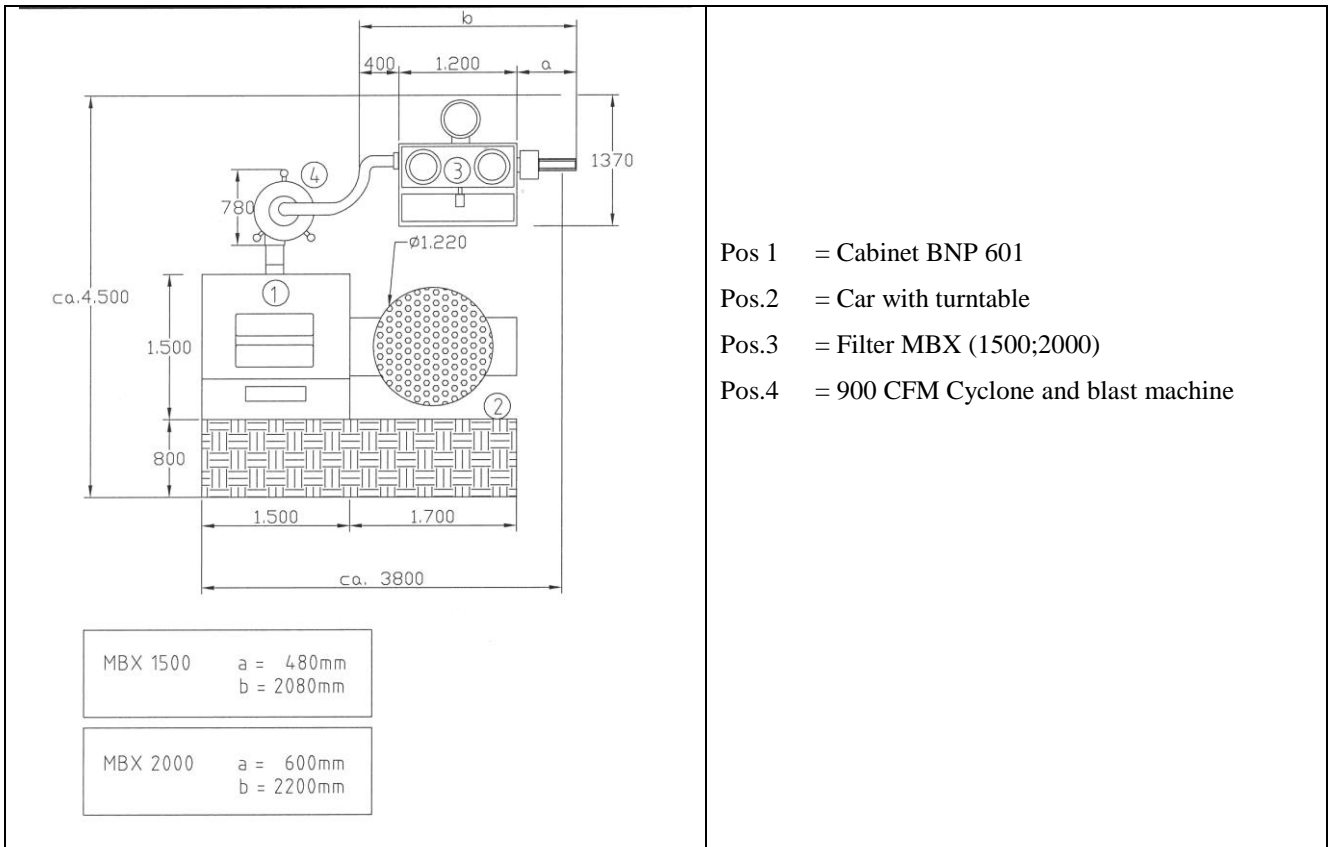 b
400 1.200 a
1370
4
3
780
ø1.220
ca.4.500
1
1.500
2
800
1.500 1.700
ca. 3800
MBX 1500 a = 480mm
b = 2080mm
MBX 2000 a = 600mm
b = 2200mm
Pos 1 = Cabinet BNP 601
Pos.2 = Car with turntable
Pos.3 = Filter MBX (1500;2000)
Pos.4 = 900 CFM Cyclone and blast machine